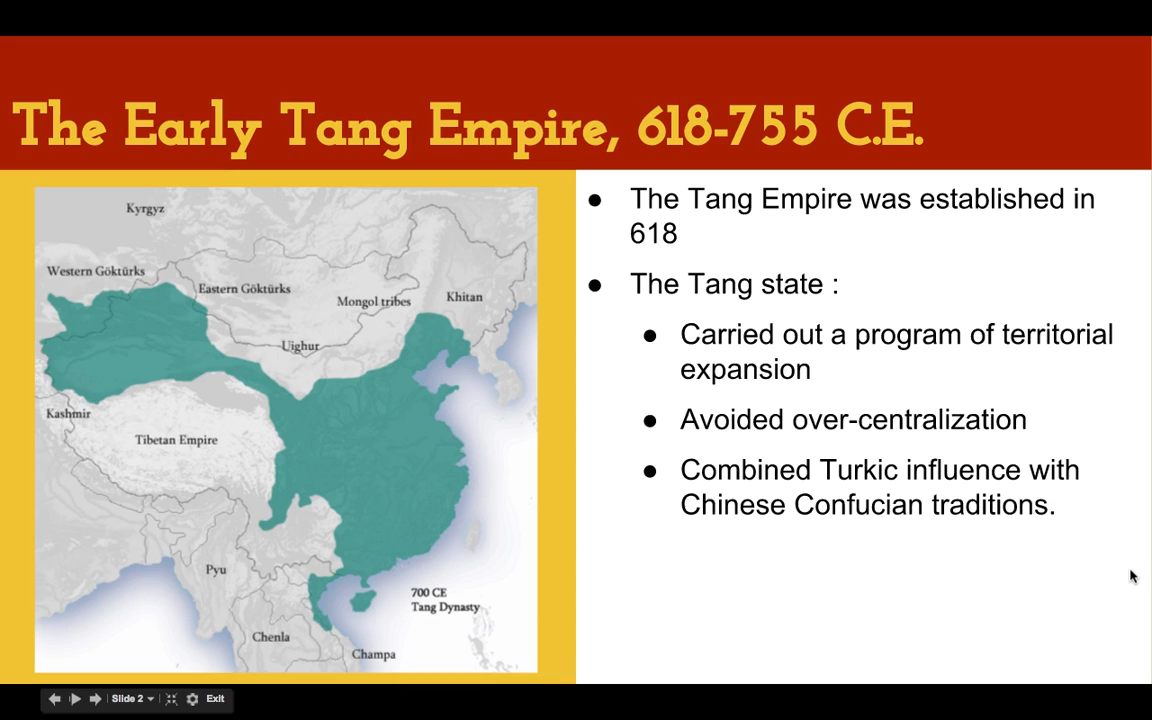 The Early Tang Empire, 618-755 C.E.
Kyrgyz
Western Göktürks
Eastern Göktürks
Mongol tribes
Khitan
Uighur
Kashmir
Tibetan Empire
Pyu
700 CE
Tang Dynasty
Chenla
Champa
● The Tang Empire was established in
618
● The Tang state :
● Carried out a program of territorial
expansion
● Avoided over-centralization
● Combined Turkic influence with
Chinese Confucian traditions.
Slide 2
Exit